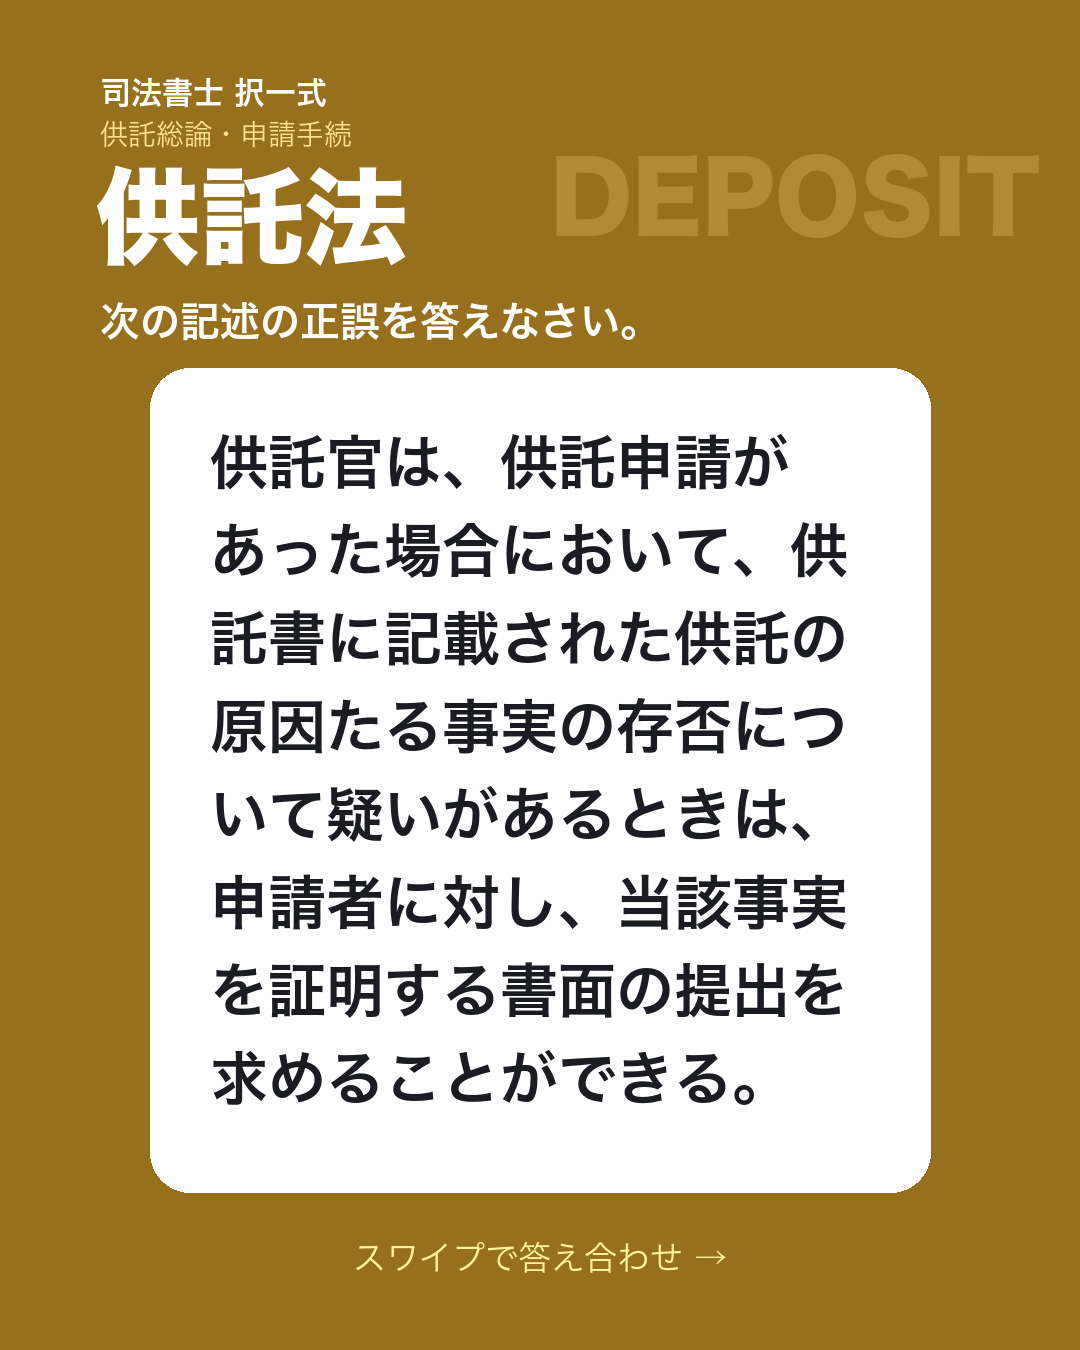 司法書士 択一式
供託総論・申請手続
供託法
DEPOSIT
次の記述の正誤を答えなさい。
供託官は、供託申請が
あった場合において、供
託書に記載された供託の
原因たる事実の存否につ
いて疑いがあるときは、
申請者に対し、当該事実
を証明する書面の提出を
求めることができる。
スワイプで答え合わせ →